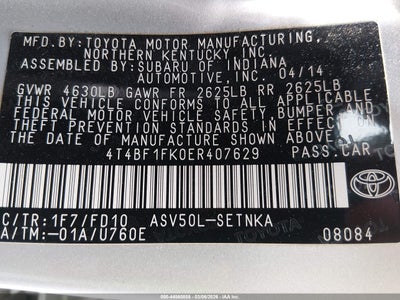 MFD.BY: TOYOTA MOTOR MANUFACTURING,
NORTHERN KENTUCKY, INC.
ASSEMBLED BY: SUBARU OF INDIANA
AUTOMOTIVE, INC. 04/14
GVWR 4630LB GAWR FR 2625LB RR 2625LB
THIS VEHICLE CONFORMS TO ALL APPLICABLE
FEDERAL MOTOR VEHICLE SAFETY, BUMPER, AND
THEFT PREVENTION STANDARDS IN EFFECT ON
THE DATE OF MANUFACTURE SHOWN ABOVE.
4T4BF1FK0ER407629 PASS.CAR
C/TR: 1F7/FD10 ASV50L-SETNKA
A/TM: -01A/U760E 08084
TOYOTA